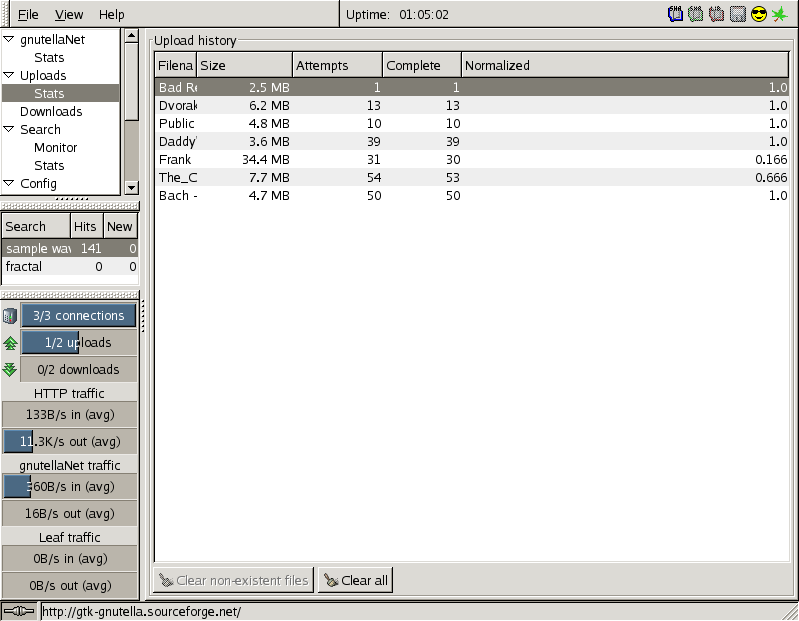 File View Help Uptime: 01:05:02
gnutellaNet
Stats
Uploads
Stats
Downloads
Search
Monitor
Stats
Config
Search Hits New
sample wav 141 0
fractal 0 0
3/3 connections
1/2 uploads
0/2 downloads
HTTP traffic
133B/s in (avg)
11.3K/s out (avg)
gnutellaNet traffic
360B/s in (avg)
16B/s out (avg)
Leaf traffic
0B/s in (avg)
0B/s out (avg)
Upload history
Filena Size Attempts Complete Normalized
Bad Re 2.5 MB 1 1 1.0
Dvorak 6.2 MB 13 13 1.0
Public 4.8 MB 10 10 1.0
Daddy' 3.6 MB 39 39 1.0
Frank 34.4 MB 31 30 0.166
The_C 7.7 MB 54 53 0.666
Bach - 4.7 MB 50 50 1.0
Clear non-existent files Clear all
http://gtk-gnutella.sourceforge.net/